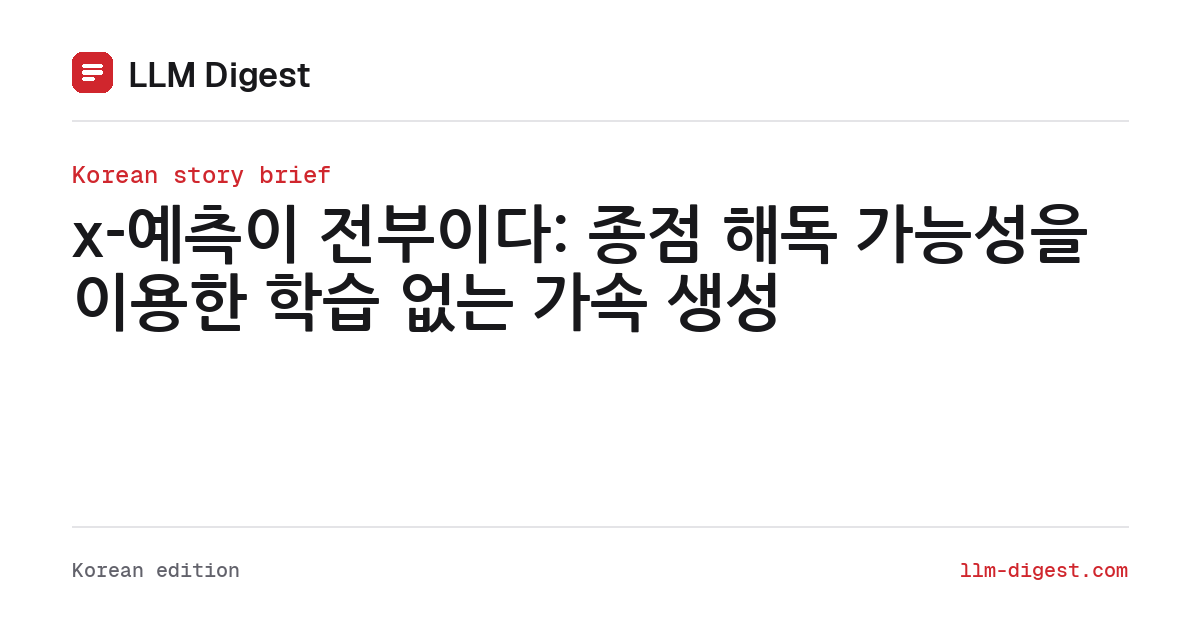 LLM Digest
Korean story brief
x-예측이 전부이다: 종점 해독 가능성을
이용한 학습 없는 가속 생성
Korean edition
llm-digest.com